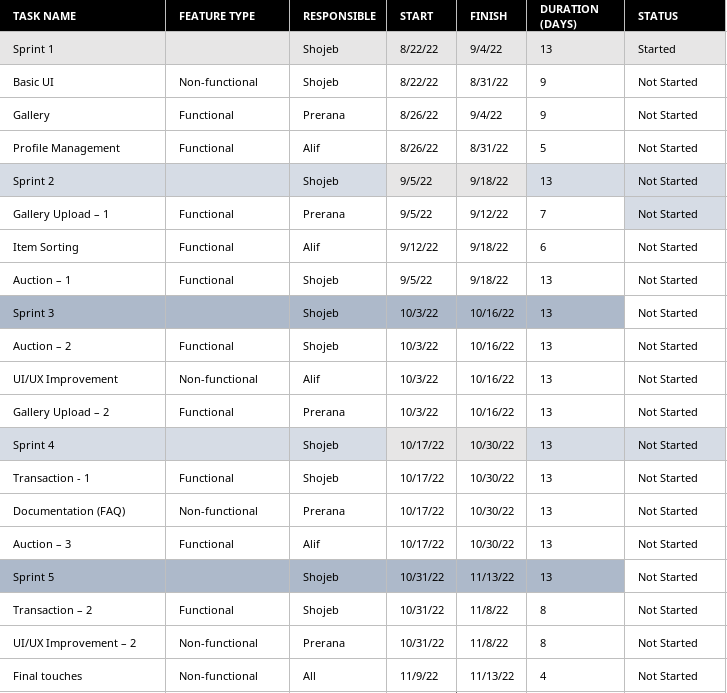 TASK NAME FEATURE TYPE RESPONSIBLE START FINISH DURATION (DAYS) STATUS
Sprint 1 Shojeb 8/22/22 9/4/22 13 Started
Basic UI Non-functional Shojeb 8/22/22 8/31/22 9 Not Started
Gallery Functional Prerana 8/26/22 9/4/22 9 Not Started
Profile Management Functional Alif 8/26/22 8/31/22 5 Not Started
Sprint 2 Shojeb 9/5/22 9/18/22 13 Not Started
Gallery Upload – 1 Functional Prerana 9/5/22 9/12/22 7 Not Started
Item Sorting Functional Alif 9/12/22 9/18/22 6 Not Started
Auction – 1 Functional Shojeb 9/5/22 9/18/22 13 Not Started
Sprint 3 Shojeb 10/3/22 10/16/22 13 Not Started
Auction – 2 Functional Shojeb 10/3/22 10/16/22 13 Not Started
UI/UX Improvement Non-functional Alif 10/3/22 10/16/22 13 Not Started
Gallery Upload – 2 Functional Prerana 10/3/22 10/16/22 13 Not Started
Sprint 4 Shojeb 10/17/22 10/30/22 13 Not Started
Transaction - 1 Functional Shojeb 10/17/22 10/30/22 13 Not Started
Documentation (FAQ) Non-functional Prerana 10/17/22 10/30/22 13 Not Started
Auction – 3 Functional Alif 10/17/22 10/30/22 13 Not Started
Sprint 5 Shojeb 10/31/22 11/13/22 13 Not Started
Transaction – 2 Functional Shojeb 10/31/22 11/8/22 8 Not Started
UI/UX Improvement – 2 Non-functional Prerana 10/31/22 11/8/22 8 Not Started
Final touches Non-functional All 11/9/22 11/13/22 4 Not Started